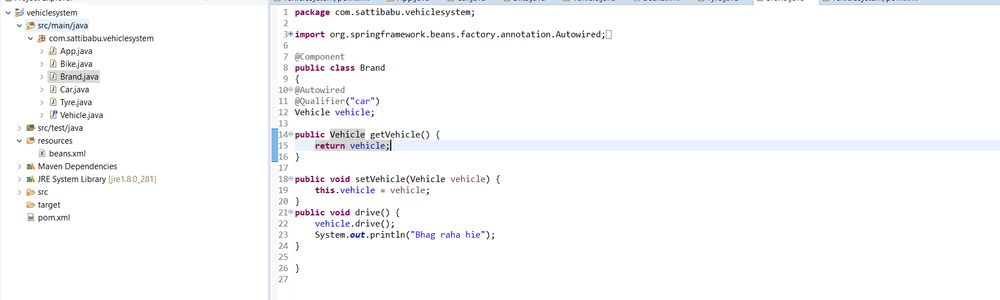 vehiclesystem
src/main/java
com.sattibabu.vehiclesystem
App.java
Bike.java
Brand.java
Car.java
Tyre.java
Vehicle.java
src/test/java
resources
beans.xml
Maven Dependencies
JRE System Library [jre1.8.0_281]
src
target
pom.xml
1 package com.sattibabu.vehiclesystem;
2
3 import org.springframework.beans.factory.annotation.Autowired;
6
7 @Component
8 public class Brand
9 {
10 @Autowired
11 @Qualifier("car")
12 Vehicle vehicle;
13
14 public Vehicle getVehicle() {
15 return vehicle;
16 }
17
18 public void setVehicle(Vehicle vehicle) {
19 this.vehicle = vehicle;
20 }
21 public void drive() {
22 vehicle.drive();
23 System.out.println("Bhag raha hie");
24 }
25
26 }
27